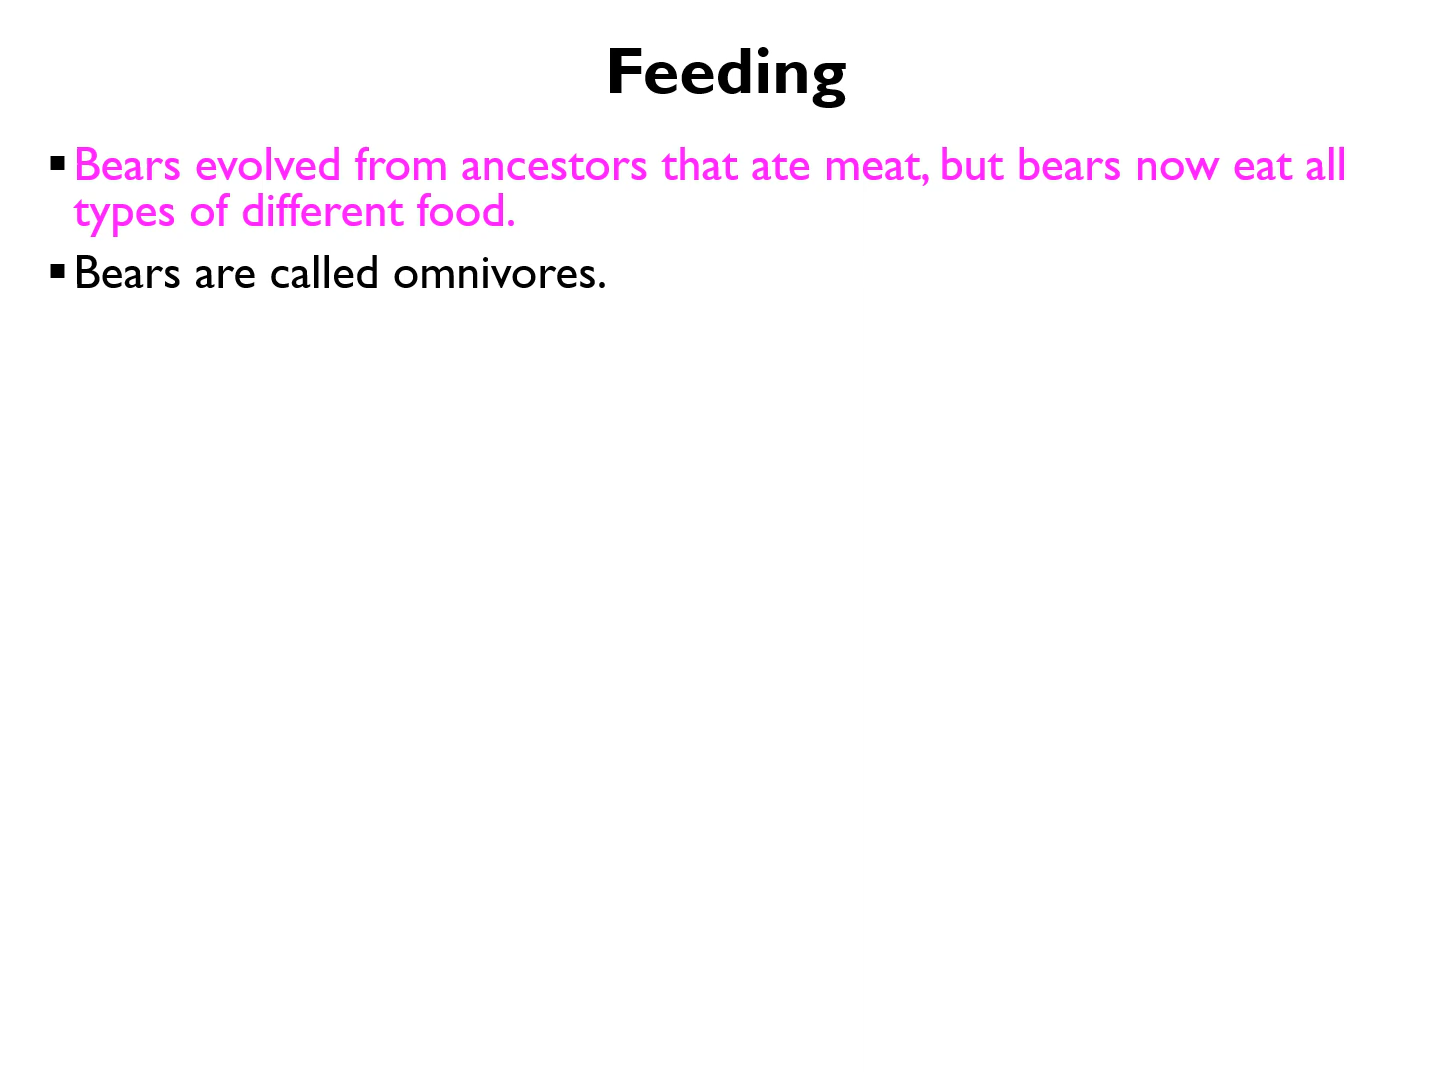 Feeding
▪ Bears evolved from ancestors that ate meat, but bears now eat all
types of different food.
▪ Bears are called omnivores.